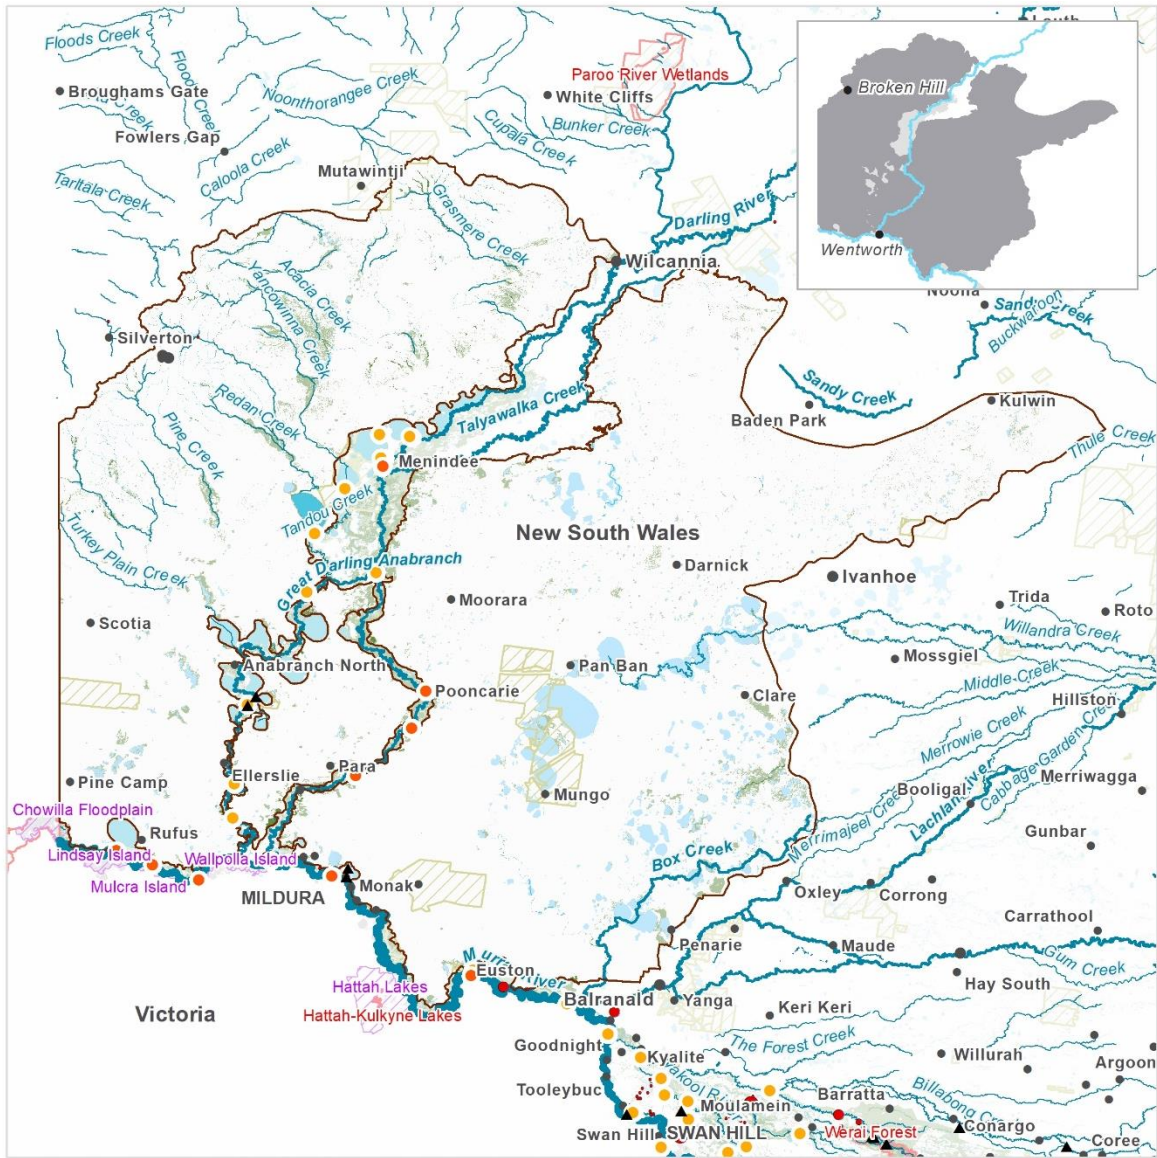 Louth
Floods Creek
Floods Creek
Paroo River Wetlands
Broughams Gate
Noonthorangee Creek
White Cliffs
Broken Hill
Fowlers Gap
Cupala Creek
Bunker Creek
Caloola Creek
Mutawintji
Tartala Creek
Grasmere Creek
Darling River
Wentworth
Wilcannia
Acacia Creek
Yancowinna Creek
Noona
Sandy Creek
Buckwaroon
Silverton
Sandy Creek
Kulwin
Redan Creek
Talyawalka Creek
Baden Park
Pine Creek
Thule Creek
Menindee
Tandou Creek
Turkey Plain Creek
New South Wales
Great Darling Anabranch
Darnick
Ivanhoe
Moorara
Trida
Roto
Scotia
Willandra Creek
Anabranch North
Pan Ban
Mossgiel
Middle Creek
Pooncarie
Clare
Hillston
Merrowie Creek
Cabbage Garden Creek
Para
Ellerslie
Pine Camp
Mungo
Merriwagga
Booligal
Lachlan River
Chowilla Floodplain
Merrimajeel Creek
Rufus
Gunbar
Lindsay Island
Wallpolla Island
Box Creek
Mulcra Island
MILDURA
Monak
Oxley
Corrong
Carrathool
Penarie
Maude
Gum Creek
Murray River
Euston
Hattah Lakes
Hay South
Balranald
Yanga
Victoria
Hattah-Kulkyne Lakes
Keri Keri
Goodnight
The Forest Creek
Kyalite
Willurah
Argoon
Tooleybuc
Barratta
Billabong Creek
Moulamein
Conargo
Swan Hill
SWAN HILL
Werai Forest
Coree